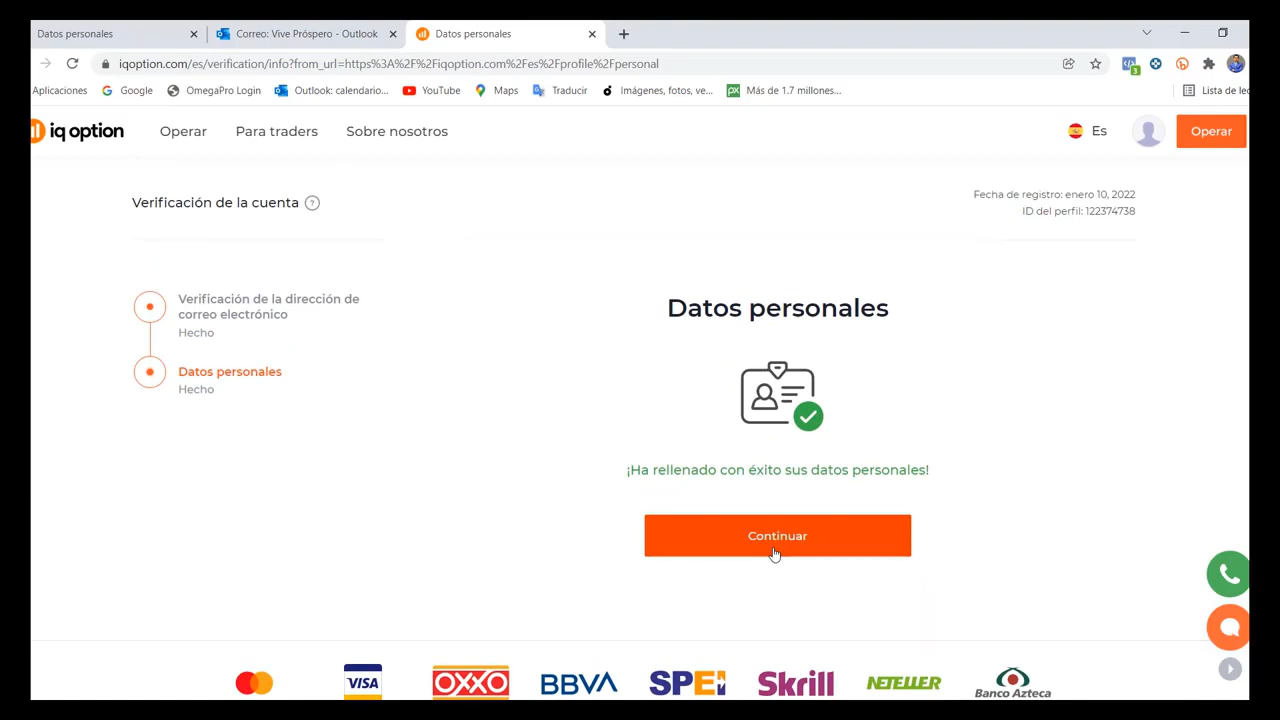 Datos personales
Correo: Vive Próspero - Outlook
Datos personales
iqoption.com/es/verification/info?from_url=https%3A%2F%2Fiqoption.com%2Fes%2Fprofile%2Fpersonal
3
Aplicaciones
Google
OmegaPro Login
Outlook: calendario...
YouTube
Maps
Traducir
Imágenes, fotos, ve...
px
Más de 1.7 millones...
Lista de lec
iq option
Operar
Para traders
Sobre nosotros
Es
Operar
Verificación de la cuenta ?
Fecha de registro: enero 10, 2022
ID del perfil: 122374738
Verificación de la dirección de
correo electrónico
Hecho
Datos personales
Hecho
Datos personales
¡Ha rellenado con éxito sus datos personales!
Continuar
VISA
OXXO
BBVA
SPEI
Skrill
NETELLER
Banco Azteca